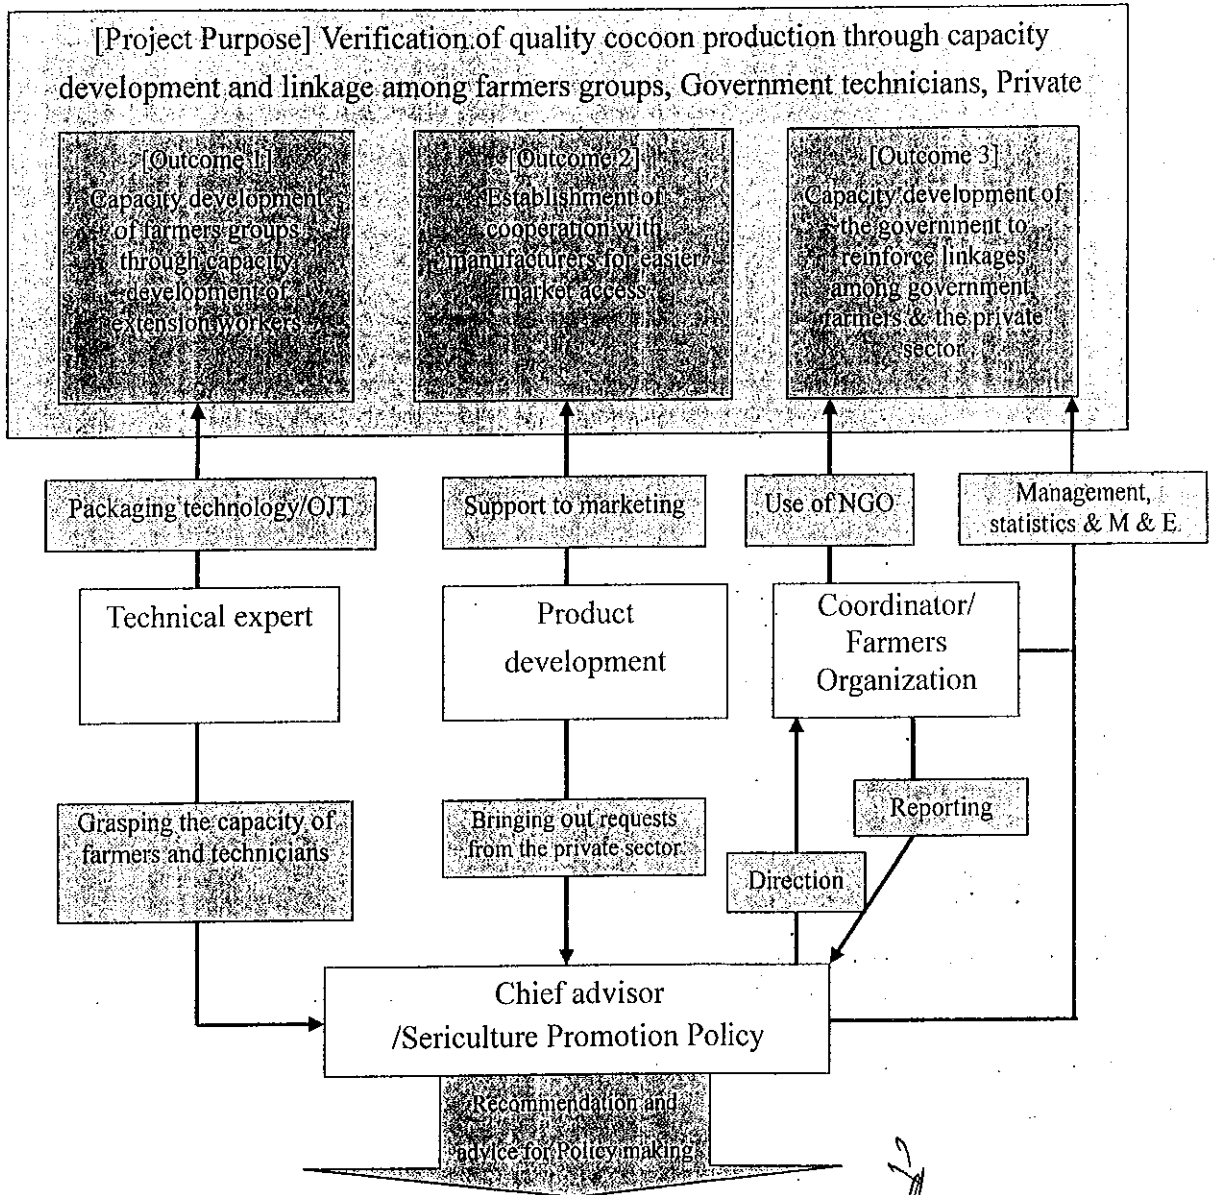 [Project Purpose] Verification of quality cocoon production through capacity
development and linkage among farmers groups, Government technicians, Private
[Outcome 1]
Capacity development
of farmers groups
through capacity
development of
extension workers
[Outcome 2]
Establishment of
cooperation with
manufacturers for easier
market access
[Outcome 3]
Capacity development of
the government to
reinforce linkages
among government,
farmers & the private
sector
Packaging technology/OJT
Support to marketing
Use of NGO
Management,
statistics & M & E
Technical expert
Product
development
Coordinator/
Farmers
Organization
Grasping the capacity of
farmers and technicians
Bringing out requests
from the private sector
Direction
Reporting
Chief advisor
/Sericulture Promotion Policy
Recommendation and
advice for Policy making